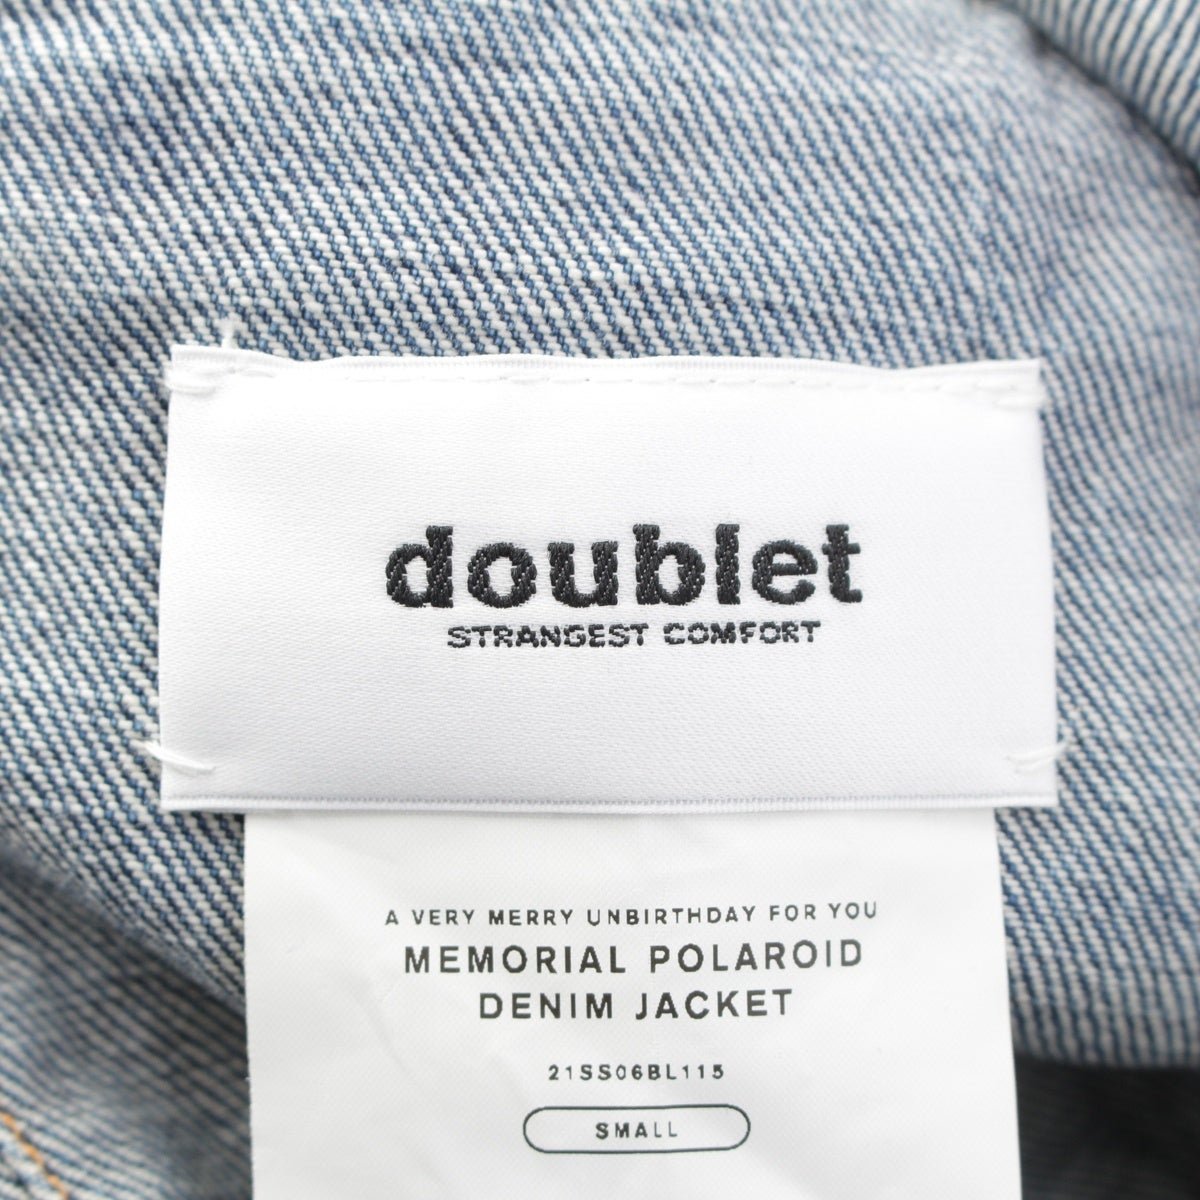 doublet
STRANGEST COMFORT
A VERY MERRY UNBIRTHDAY FOR YOU
MEMORIAL POLAROID
DENIM JACKET
21SS06BL115
SMALL